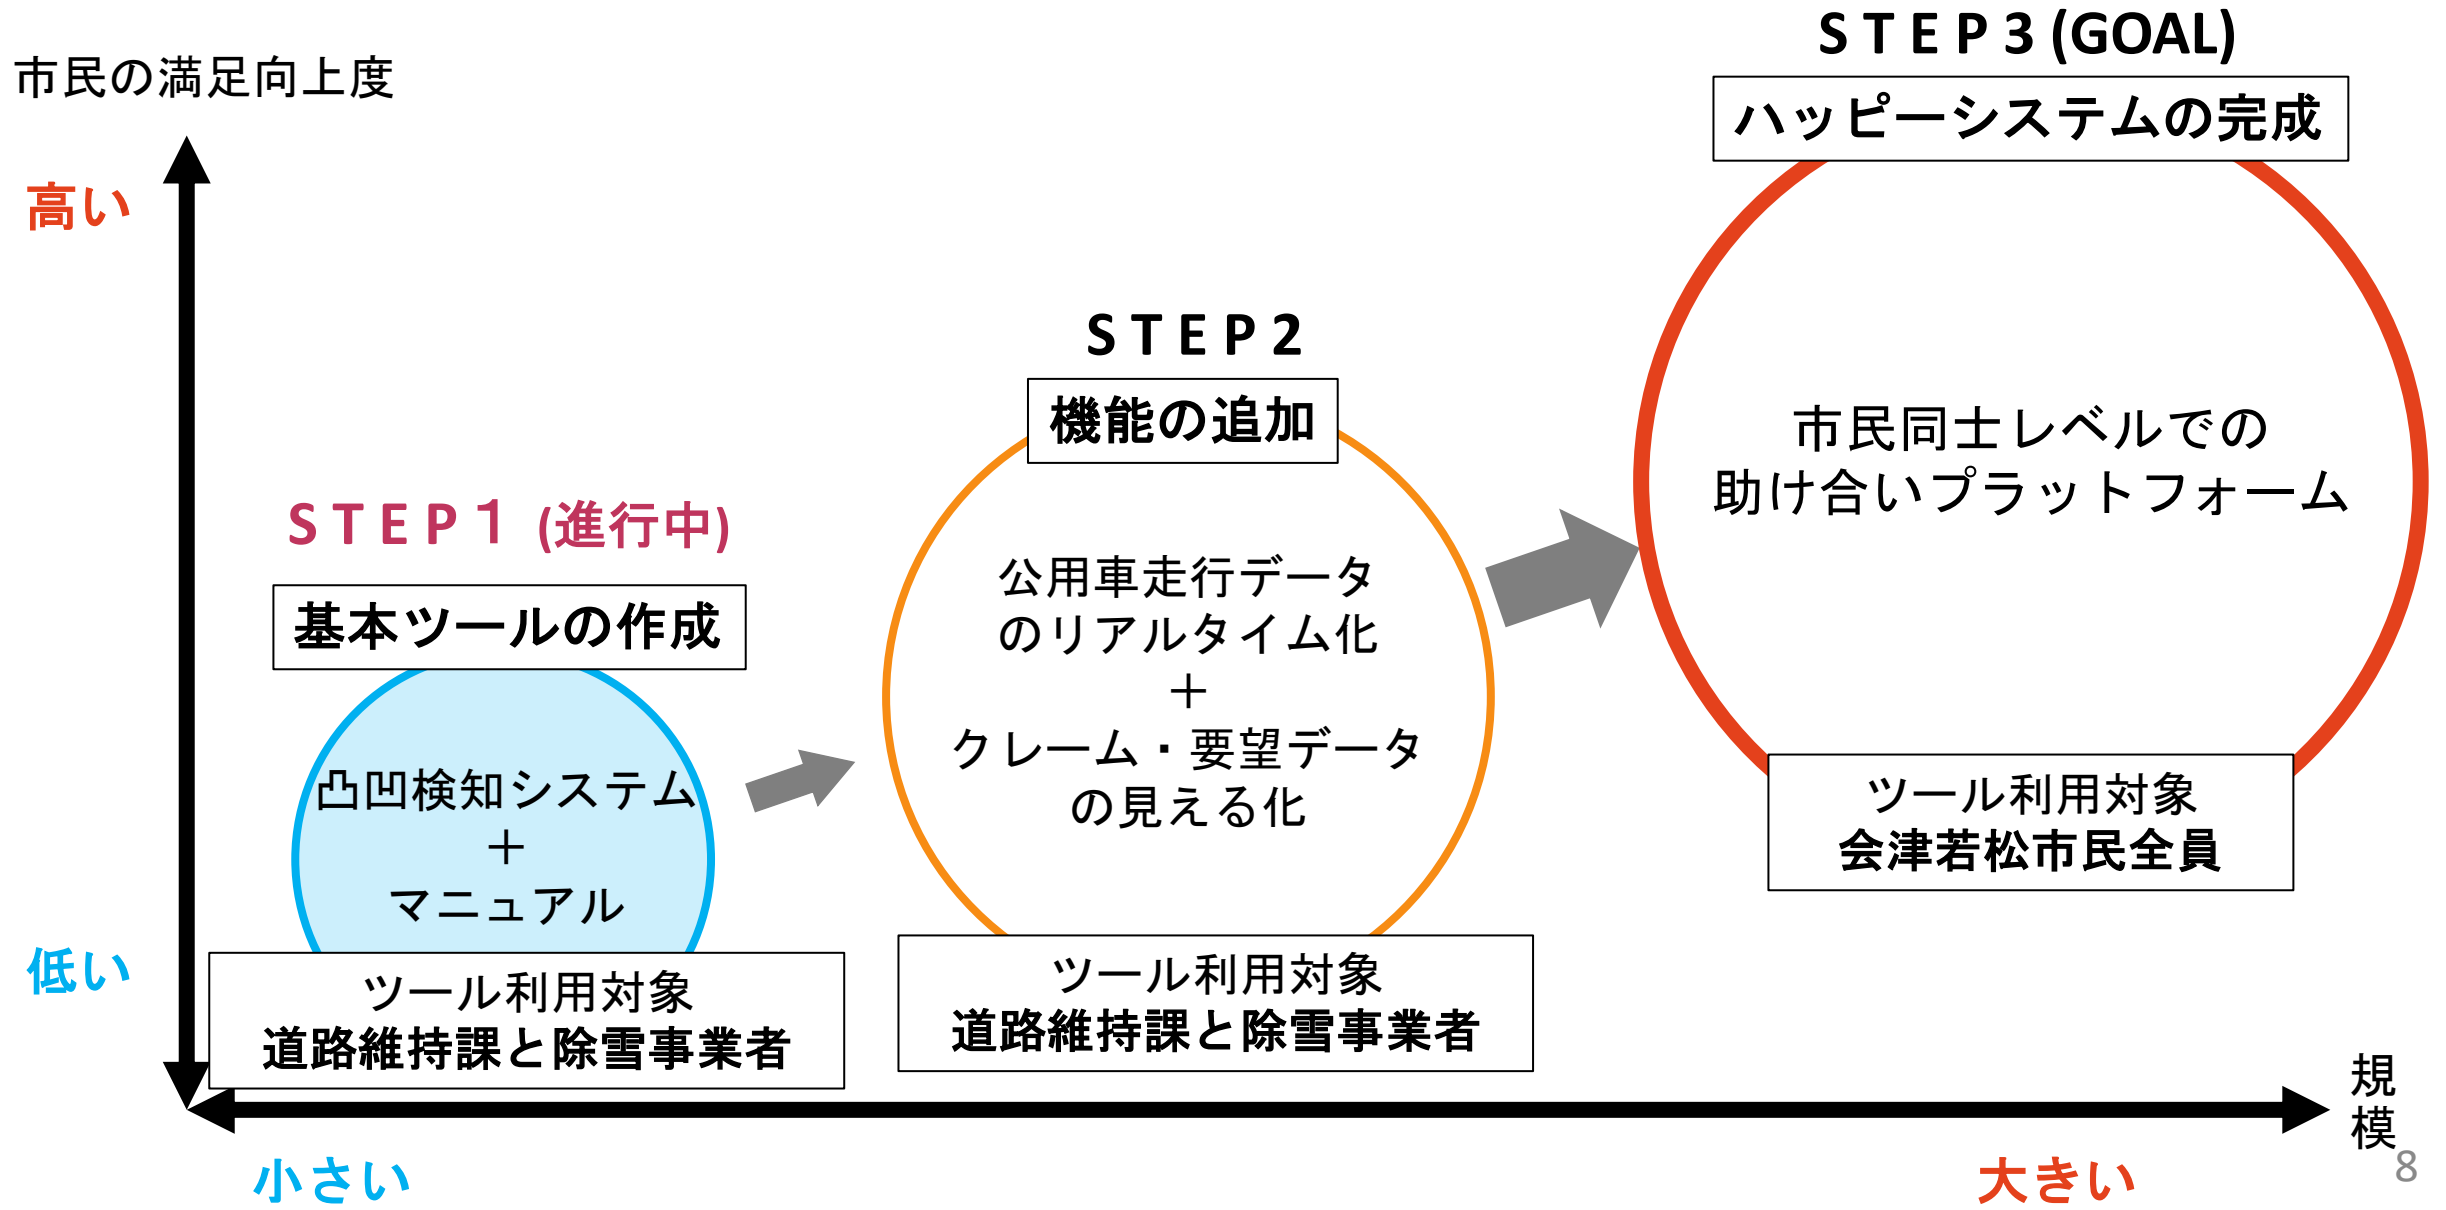 市民の満足向上度
高い
低い
STEP1 (進行中)
基本ツールの作成
凸凹検知システム
＋
マニュアル
ツール利用対象
道路維持課と除雪事業者
STEP2
機能の追加
公用車走行データ
のリアルタイム化
＋
クレーム・要望データ
の見える化
ツール利用対象
道路維持課と除雪事業者
STEP3 (GOAL)
ハッピーシステムの完成
市民同士レベルでの
助け合いプラットフォーム
ツール利用対象
会津若松市民全員
小さい
大きい
規模
8